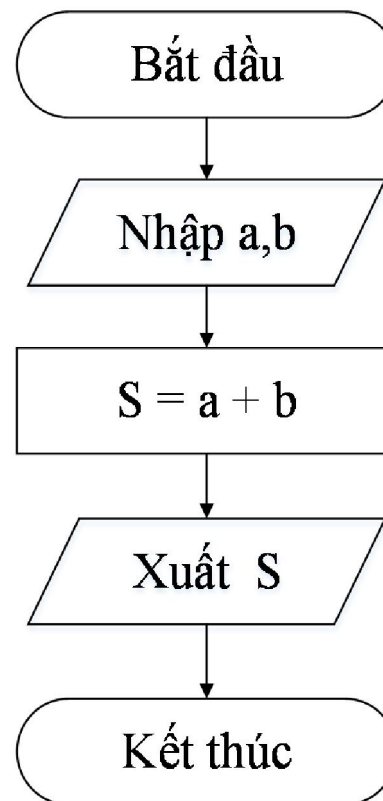 Bắt đầu
Nhập a,b
S = a + b
Xuất S
Kết thúc